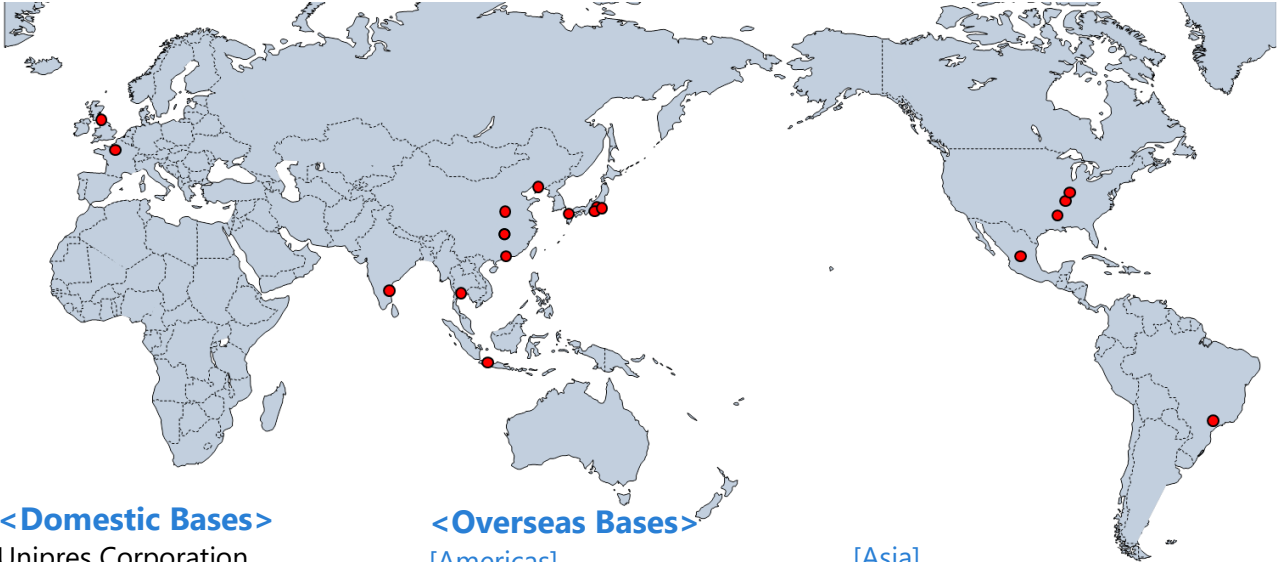 <Domestic Bases>
<Overseas Bases>
Unipres Corporation
[Americas]
[Asia]